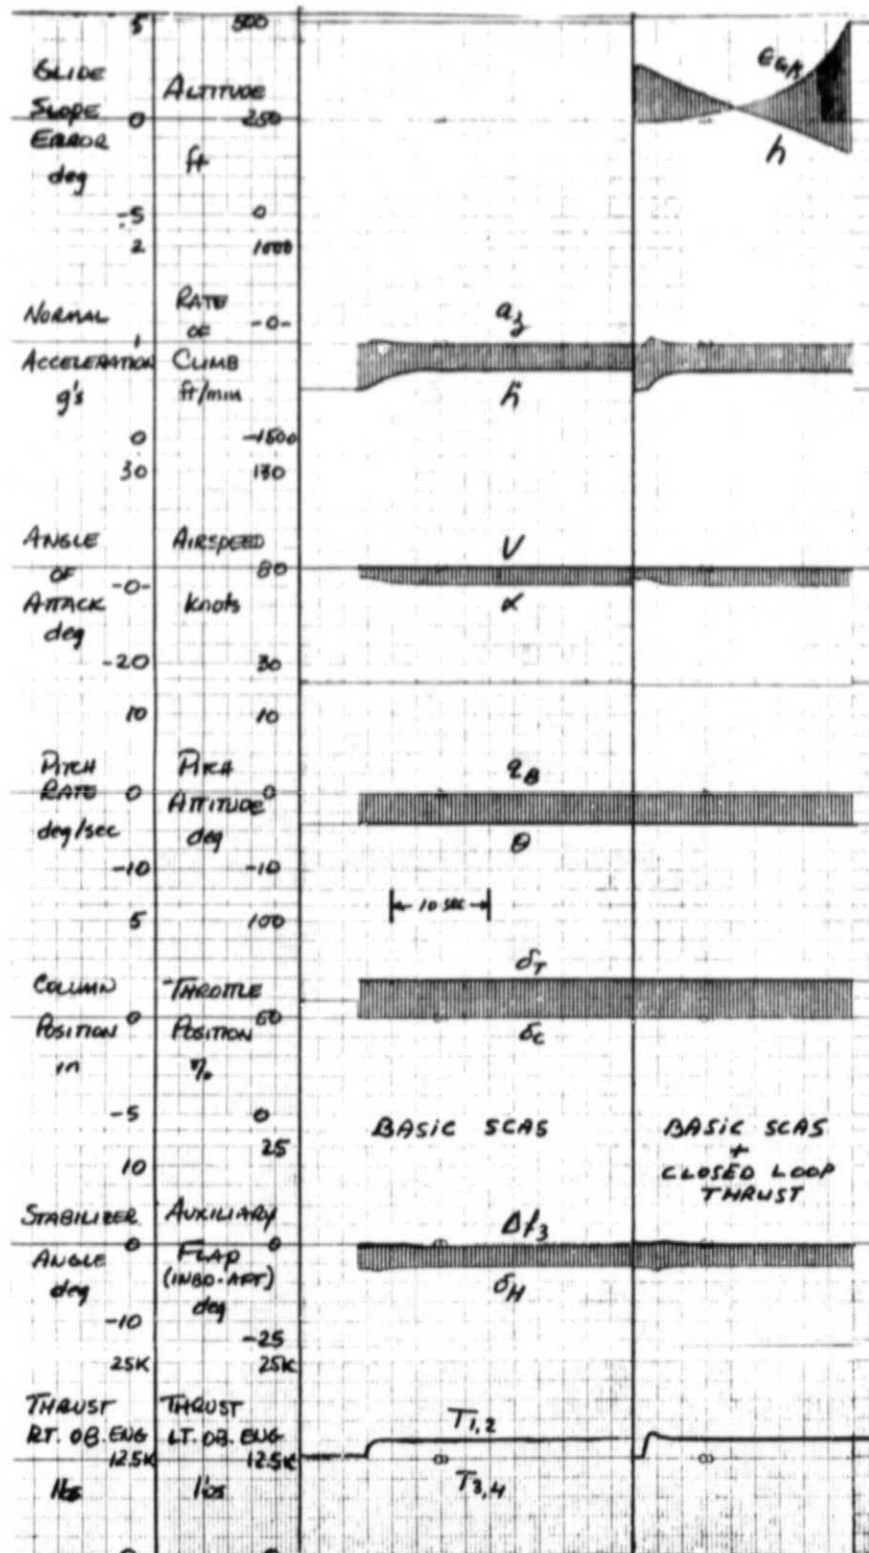 5 500
GLIDE
SLOPE
ERROR
deg
ALTITUDE
ft
0 250
-5 0
h
2 1000
NORMAL
ACCELERATION
g's
RATE
OF
CLIMB
ft/min
-0-
1
0 -1500
a_z
ḣ
30 130
ANGLE
OF
ATTACK
deg
AIRSPEED
knots
-0- 80
-20 30
V
α
10 10
PITCH
RATE
deg/sec
PITCH
ATTITUDE
deg
0
-10 -10
q_B
θ
10 SEC
5 100
COLUMN
POSITION
in
THROTTLE
POSITION
%
0 50
-5 0
δ_T
δ_C
BASIC SCAS
BASIC SCAS
+
CLOSED LOOP
THRUST
10 25
STABILIZER
ANGLE
deg
AUXILIARY
FLAP
(INBD. AFT)
deg
0 0
-10 -25
Δf_3
δ_H
25K 25K
THRUST
RT. OB. ENG
lbs
THRUST
LT. OB. ENG
lbs
12.5K 12.5K
T_1,2
T_3,4
0 0